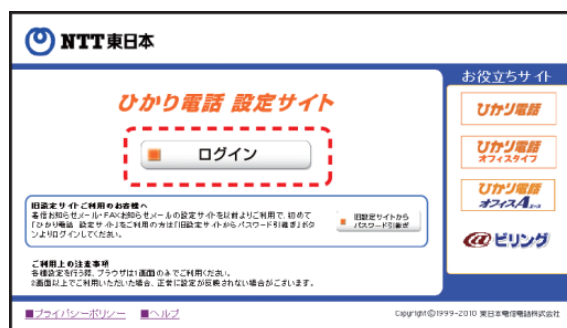 NTT東日本
お役立ちサイト
ひかり電話 設定サイト
ログイン
ひかり電話
ひかり電話
オフィスタイプ
ひかり電話
オフィスA
@ビリング
旧設定サイトご利用のお客様へ
着信お知らせメール・FAXお知らせメールの設定サイトを以前よりご利用で、初めて
「ひかり電話 設定サイト」をご利用の方は「旧設定サイトからパスワード引継ぎ」ボタ
ンよりログインしてください。
旧設定サイトから
パスワード引継ぎ
ご利用上の注意事項
各種設定を行う際、ブラウザは1画面のみでご利用ください。
2画面以上でご利用いただいた場合、正常に設定が反映されない場合がございます。
■プライバシーポリシー ■ヘルプ
Copyright©1999-2010 東日本電信電話株式会社